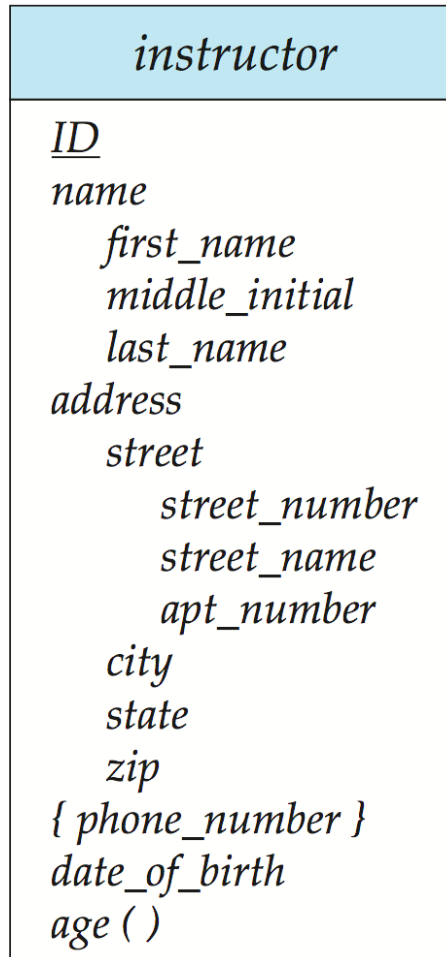 instructor
ID
name
first_name
middle_initial
last_name
address
street
street_number
street_name
apt_number
city
state
zip
{ phone_number }
date_of_birth
age ( )